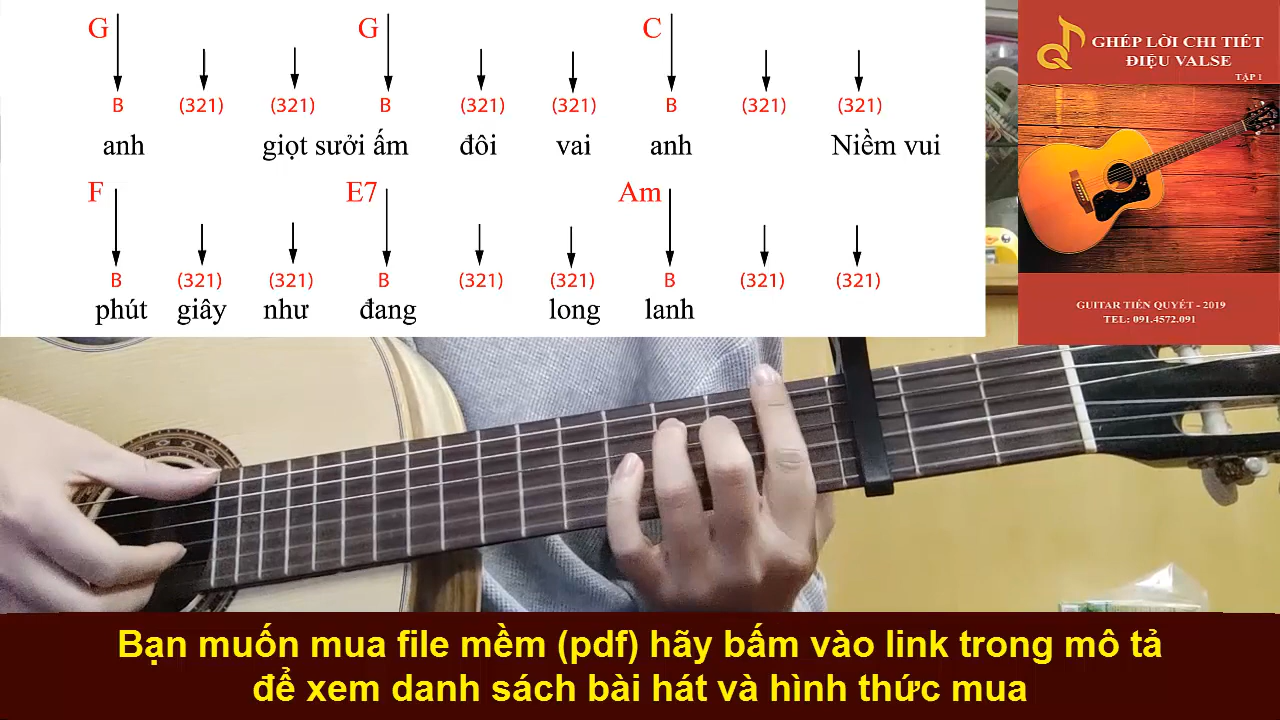 G G C
B (321) (321) B (321) (321) B (321) (321)
anh giọt sưởi ấm đôi vai anh Niềm vui
F E7 Am
B (321) (321) B (321) (321) B (321) (321)
phút giây như đang long lanh
GHÉP LỜI CHI TIẾT
ĐIỆU VALSE
TẬP 1
GUITAR TIẾN QUYẾT - 2019
TEL: 091.4572.091
Bạn muốn mua file mềm (pdf) hãy bấm vào link trong mô tả
để xem danh sách bài hát và hình thức mua